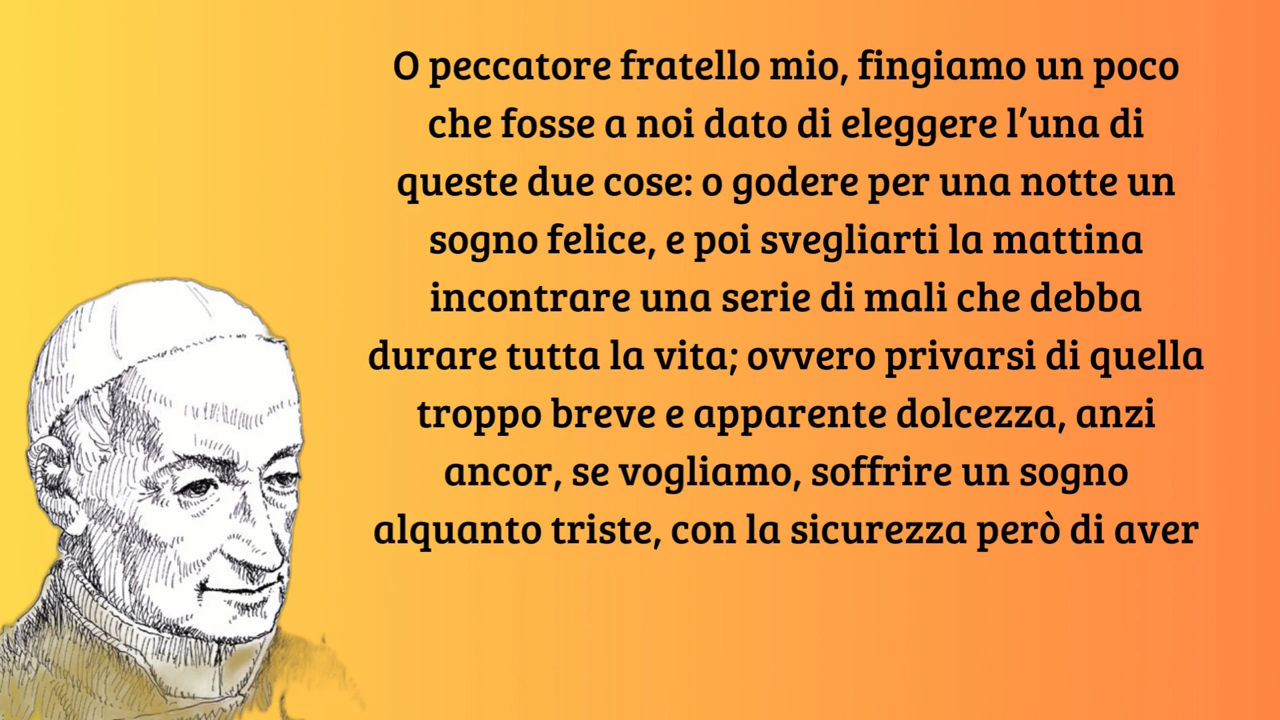 O peccatore fratello mio, fingiamo un poco
che fosse a noi dato di eleggere l’una di
queste due cose: o godere per una notte un
sogno felice, e poi svegliarti la mattina
incontrare una serie di mali che debba
durare tutta la vita; ovvero privarsi di quella
troppo breve e apparente dolcezza, anzi
ancor, se vogliamo, soffrire un sogno
alquanto triste, con la sicurezza però di aver